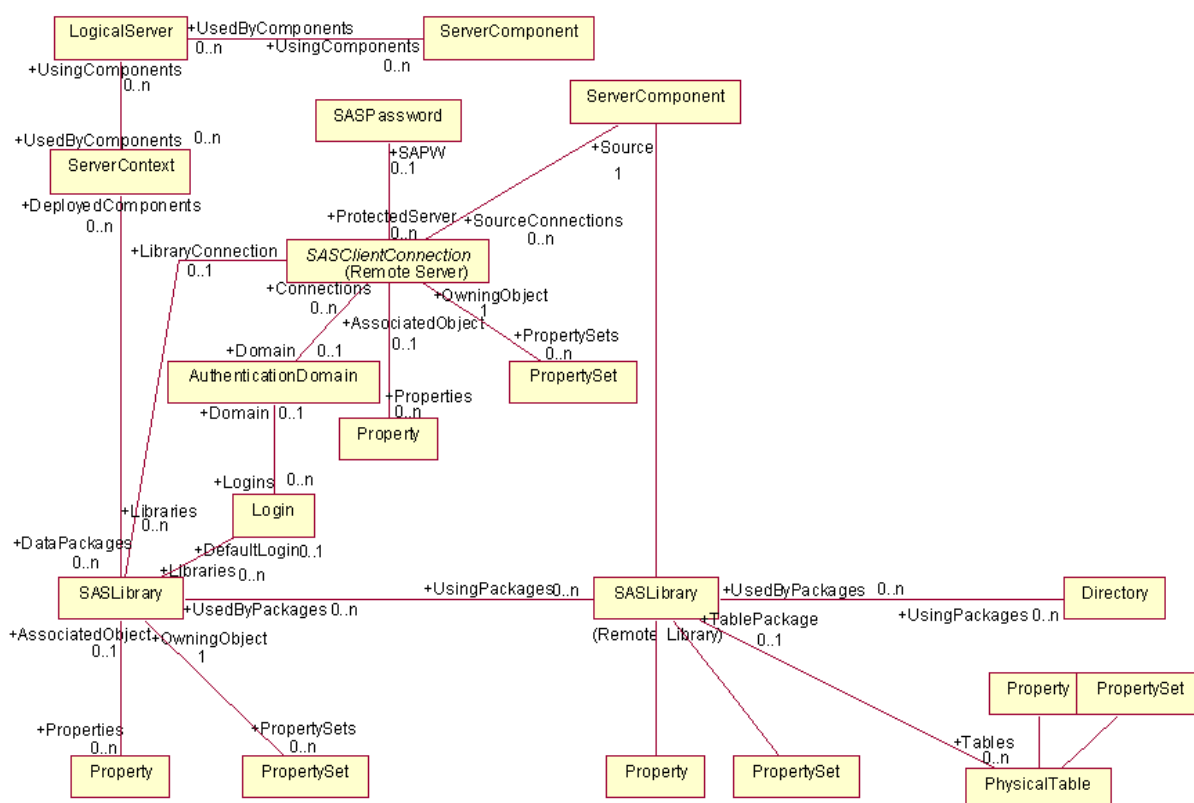 LogicalServer
+UsedByComponents
0..n
+UsingComponents
0..n
ServerComponent
+UsingComponents
0..n
ServerComponent
SASPassword
+UsedByComponents
0..n
ServerContext
+SAPW
0..1
+Source
1
+DeployedComponents
0..n
+ProtectedServer
0..n
+SourceConnections
0..n
+LibraryConnection
0..1
SASClientConnection
(Remote Server)
+Connections
0..n
+OwningObject
1
+AssociatedObject
0..1
+PropertySets
0..n
+Domain
0..1
AuthenticationDomain
PropertySet
+Domain
0..1
+Properties
0..n
Property
+Logins
0..n
Login
+Libraries
0..n
+DataPackages
0..n
+DefaultLogin
0..1
+Libraries
0..n
SASLibrary
+UsedByPackages
0..n
+UsingPackages
0..n
SASLibrary
(Remote Library)
+UsedByPackages
0..n
+UsingPackages
0..n
Directory
+AssociatedObject
0..1
+OwningObject
1
+TablePackage
0..1
Property
PropertySet
+Properties
0..n
+PropertySets
0..n
+Tables
0..n
Property
PropertySet
Property
PropertySet
PhysicalTable